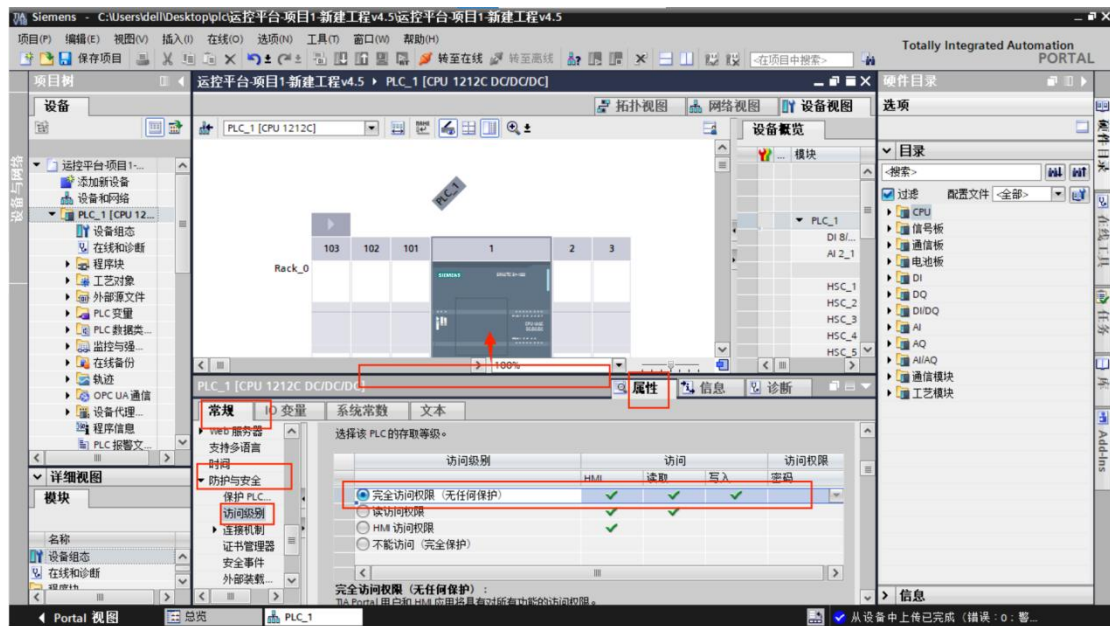 Siemens - C:\Users\dell\Desktop\plc\运控平台-项目1-新建工程v4.5\运控平台-项目1-新建工程v4.5
项目(P) 编辑(E) 视图(V) 插入(I) 在线(O) 选项(N) 工具(T) 窗口(W) 帮助(H)
Totally Integrated Automation
PORTAL
保存项目 转至在线 转至离线 <在项目中搜索>
项目树
设备
设备与网络
运控平台-项目1-...
添加新设备
设备和网络
PLC_1 [CPU 12...
设备组态
在线和诊断
程序块
工艺对象
外部源文件
PLC 变量
PLC 数据类...
监控与强...
在线备份
轨迹
OPC UA 通信
设备代理...
程序信息
PLC 报警文...
详细视图
模块
名称
设备组态
在线和诊断
程序块
运控平台-项目1-新建工程v4.5 PLC_1 [CPU 1212C DC/DC/DC]
拓扑视图 网络视图 设备视图
PLC_1 [CPU 1212C]
PLC_1
103 102 101 1 2 3
Rack_0
SIEMENS
100%
设备概览
... 模块
PLC_1
DI 8/...
AI 2_1
HSC_1
HSC_2
HSC_3
HSC_4
HSC_5
PLC_1 [CPU 1212C DC/DC/DC]
属性 信息 诊断
常规 IO 变量 系统常数 文本
Web 服务器
支持多语言
时间
防护与安全
保护 PLC...
访问级别
连接机制
证书管理器
安全事件
外部装载...
选择该 PLC 的存取等级。
访问级别 访问 访问权限
HMI 读取 写入 密码
完全访问权限（无任何保护）
读访问权限
HMI 访问权限
不能访问（完全保护）
完全访问权限（无任何保护）:
TIA Portal 用户和 HMI 应用将具有对所有功能的访问权限。
硬件目录
选项
目录
<搜索>
过滤 配置文件 <全部>
CPU
信号板
通信板
电池板
DI
DQ
DI/DQ
AI
AQ
AI/AQ
通信模块
工艺模块
信息
硬件目录
在线工具
任务
库
Add-Ins
Portal 视图 总览 PLC_1
从设备中上传已完成（错误：0；警...